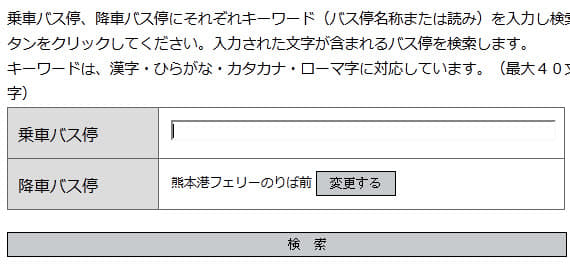 乗車バス停、降車バス停にそれぞれキーワード（バス停名称または読み）を入力し検
タンをクリックしてください。入力された文字が含まれるバス停を検索します。
キーワードは、漢字・ひらがな・カタカナ・ローマ字に対応しています。（最大４０文
字）
乗車バス停
降車バス停 熊本港フェリーのりば前 変更する
検 索